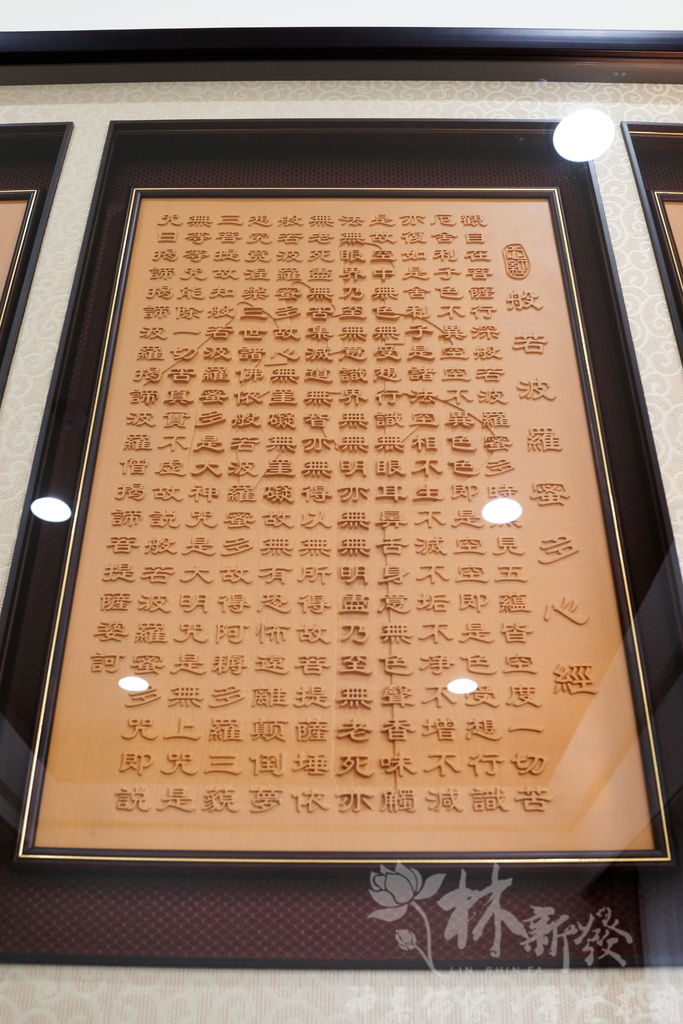 般若波羅蜜多心經
觀自在菩薩行深般若波羅蜜多時見五蘊皆空度一切苦
厄舍利子色不異空空不異色色即是空空即是色受想行識
亦復如是舍利子是諸法空相不生不滅不垢不淨不增不減
是故空中無色無受想行識無眼耳鼻舌身意無色聲香味觸
法無眼界乃至無意識界無無明亦無無明盡乃至無老死亦
無老死盡無苦集滅道無智亦無得以無所得故菩提薩埵依
般若波羅蜜多故心無罣礙無罣礙故無有恐怖遠離顛倒夢
想究竟涅槃三世諸佛依般若波羅蜜多故得阿耨多羅三藐
三菩提故知般若波羅蜜多是大神咒是大明咒是無上咒是
無等等咒能除一切苦真實不虛故說般若波羅蜜多咒即說
咒曰揭諦揭諦波羅揭諦波羅僧揭諦菩提薩婆訶
林新發
LIN SHIN FA